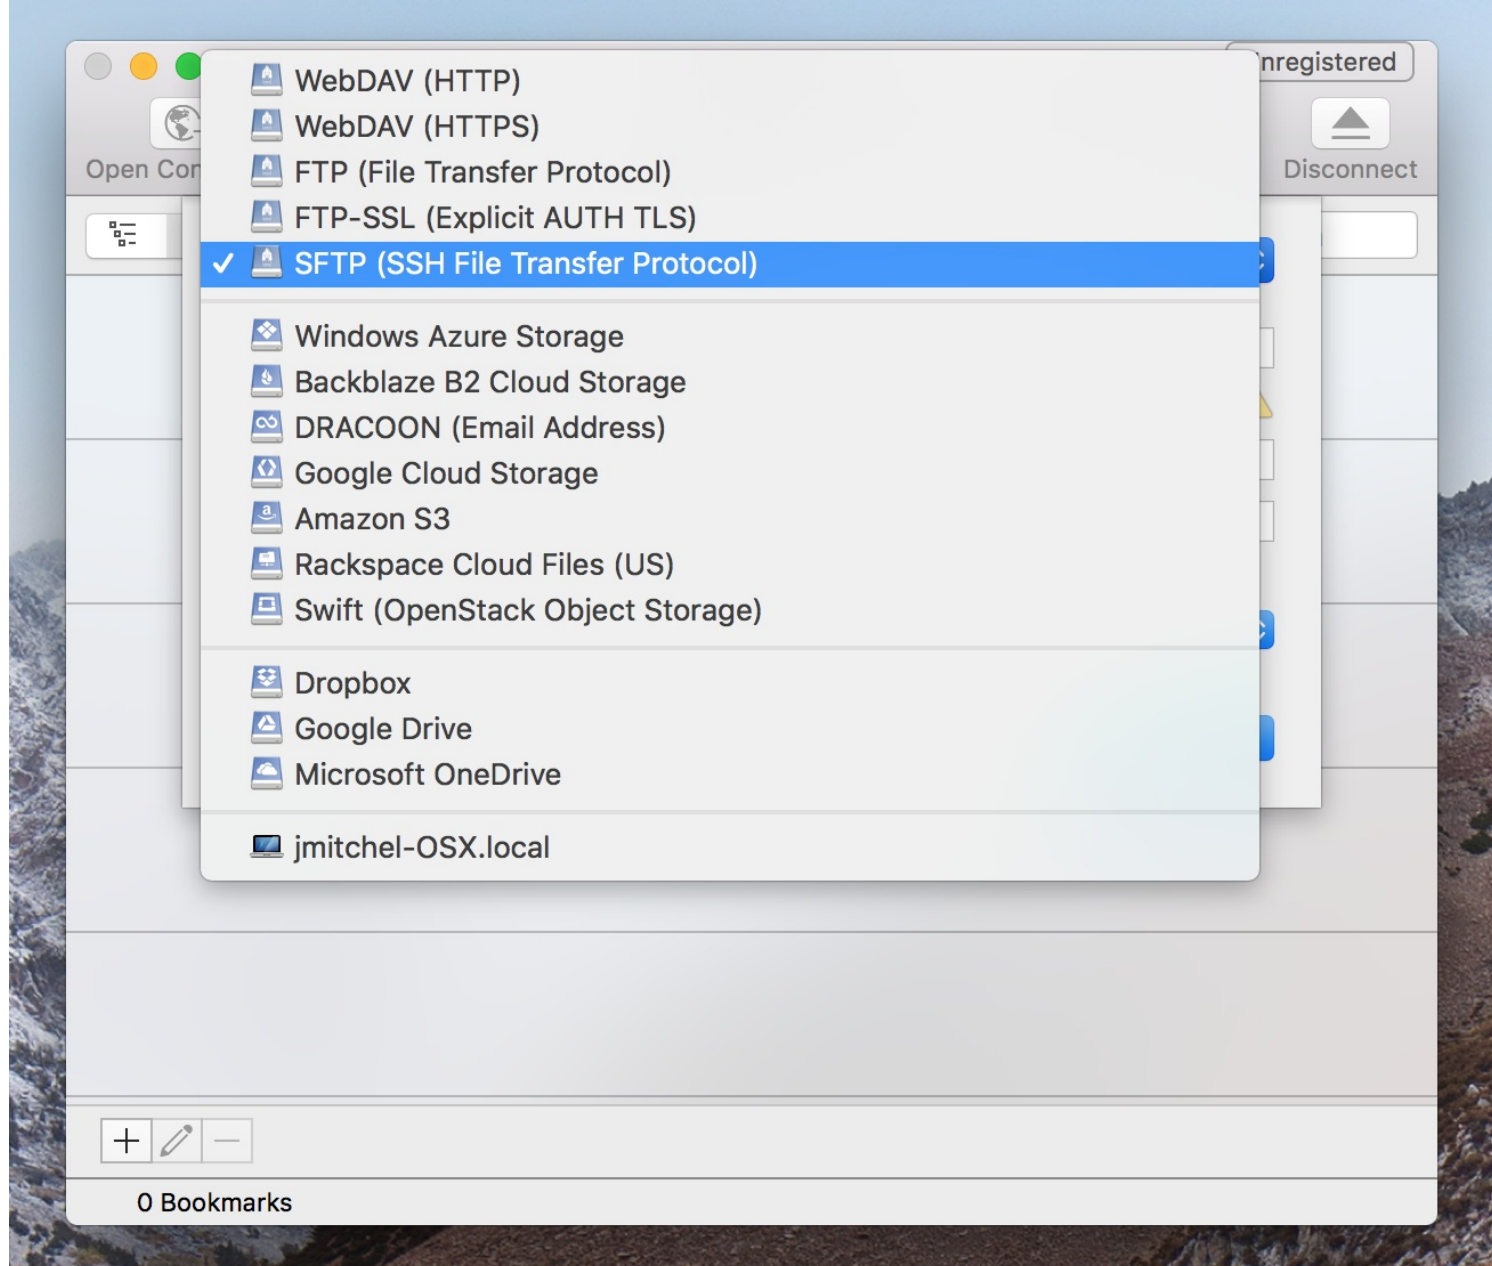 nregistered
WebDAV (HTTP)
WebDAV (HTTPS)
FTP (File Transfer Protocol)
FTP-SSL (Explicit AUTH TLS)
SFTP (SSH File Transfer Protocol)
Windows Azure Storage
Backblaze B2 Cloud Storage
DRACOON (Email Address)
Google Cloud Storage
Amazon S3
Rackspace Cloud Files (US)
Swift (OpenStack Object Storage)
Dropbox
Google Drive
Microsoft OneDrive
jmitchel-OSX.local
Open Con
Disconnect
0 Bookmarks